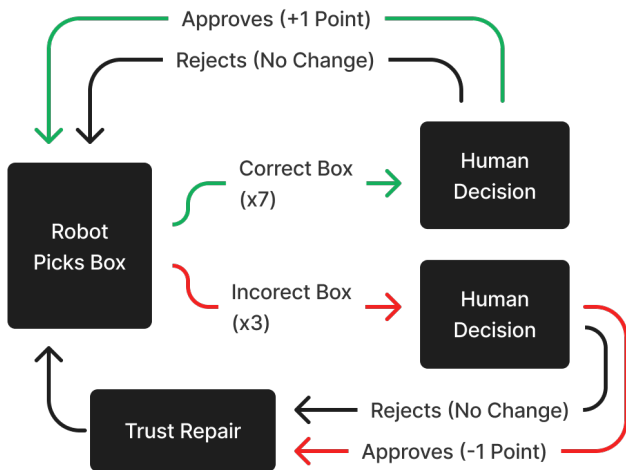 Approves (+1 Point)
Rejects (No Change)
Robot
Picks Box
Correct Box
(x7)
Human
Decision
Incorect Box
(x3)
Human
Decision
Trust Repair
Rejects (No Change)
Approves (-1 Point)